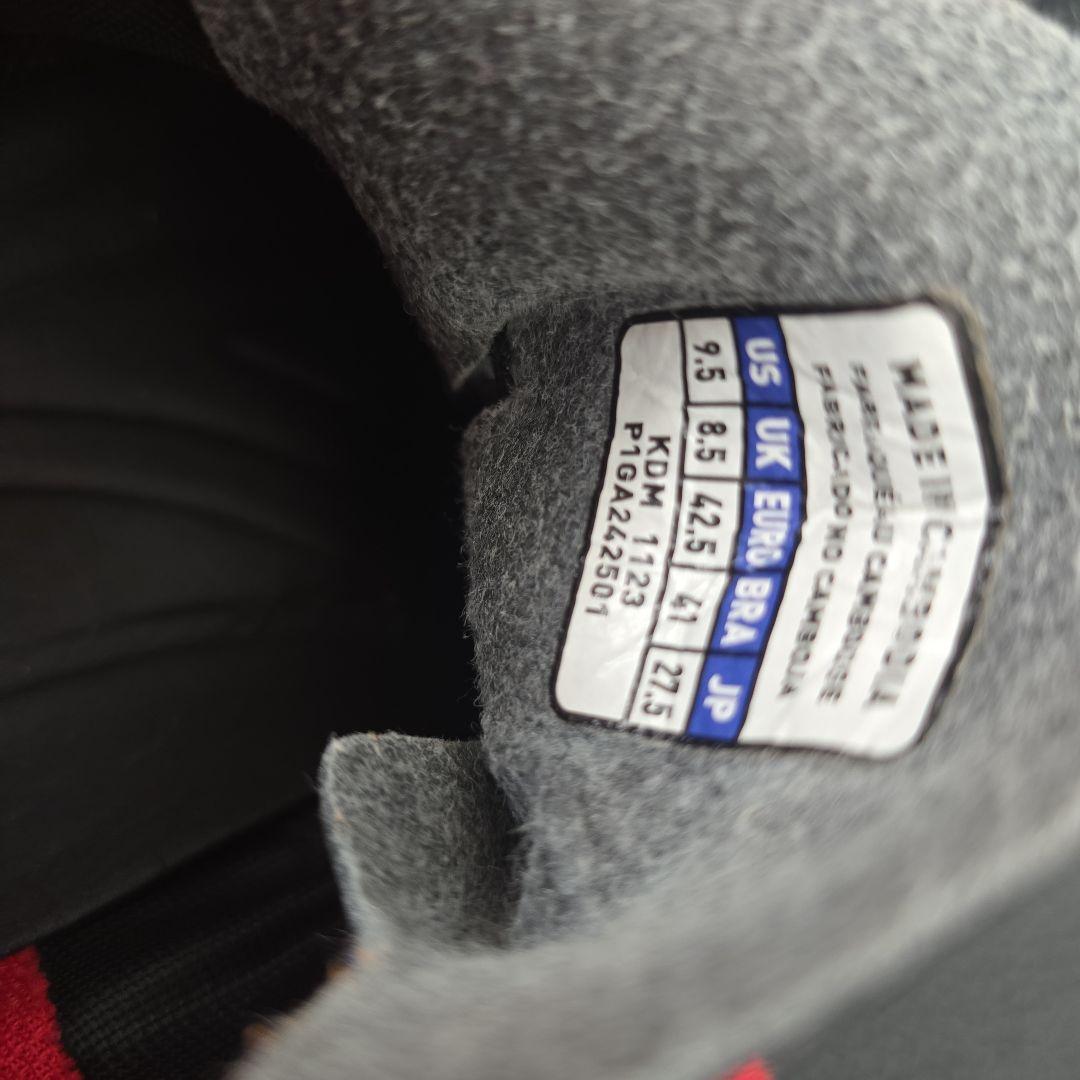 MADE IN CAMBODIA
FABRIQUÉ AU CAMBODGE
FABRICADO NO CAMBOJA
US UK EURO BRA JP
9.5 8.5 42.5 41 27.5
KDM 1123
P1GA242501